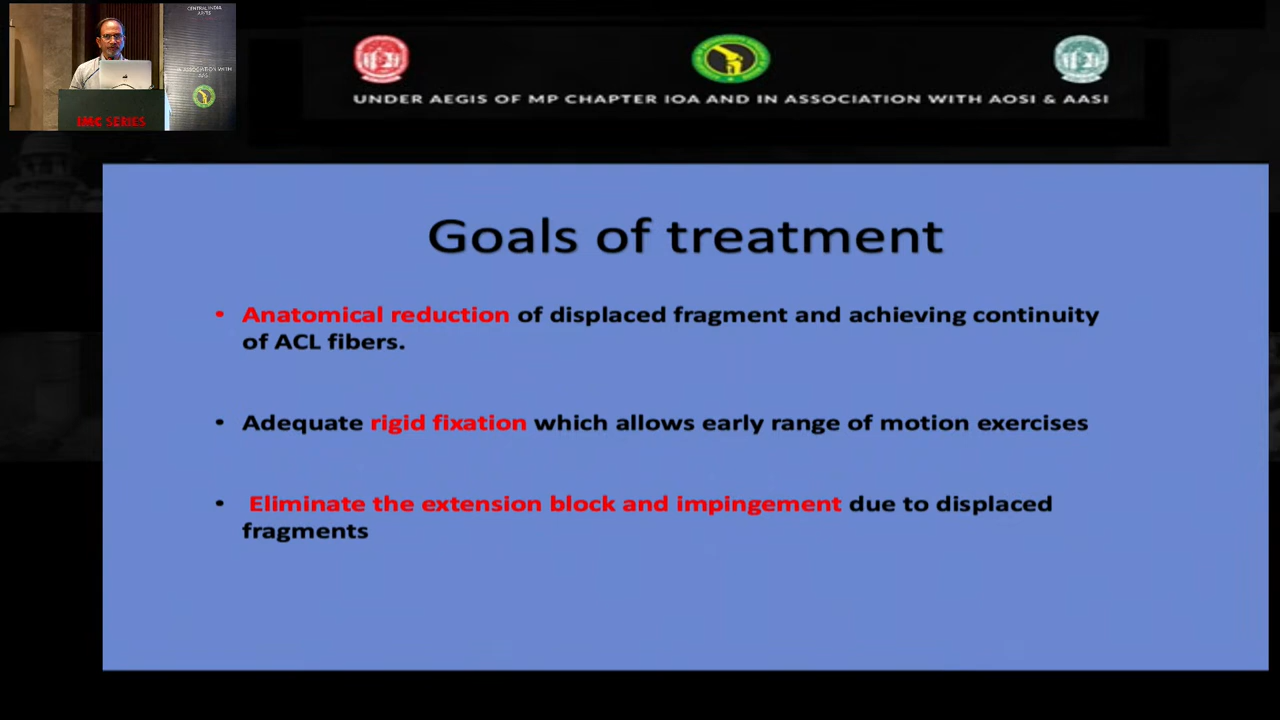 IMC SERIES
UNDER AEGIS OF MP CHAPTER IOA AND IN ASSOCIATION WITH AOSI & AASI
Goals of treatment
• Anatomical reduction of displaced fragment and achieving continuity
of ACL fibers.
• Adequate rigid fixation which allows early range of motion exercises
• Eliminate the extension block and impingement due to displaced
fragments